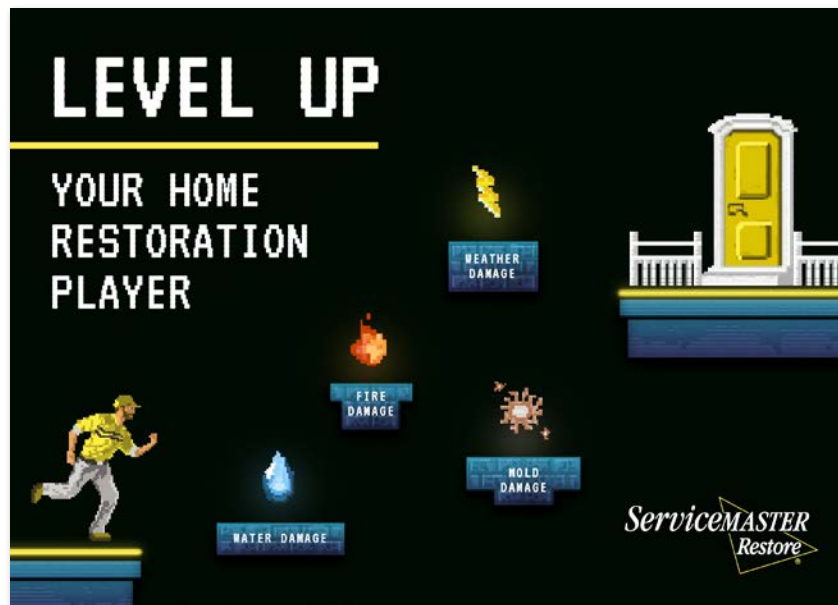 LEVEL UP
YOUR HOME
RESTORATION
PLAYER
WEATHER
DAMAGE
FIRE
DAMAGE
MOLD
DAMAGE
WATER DAMAGE
ServiceMASTER
Restore®